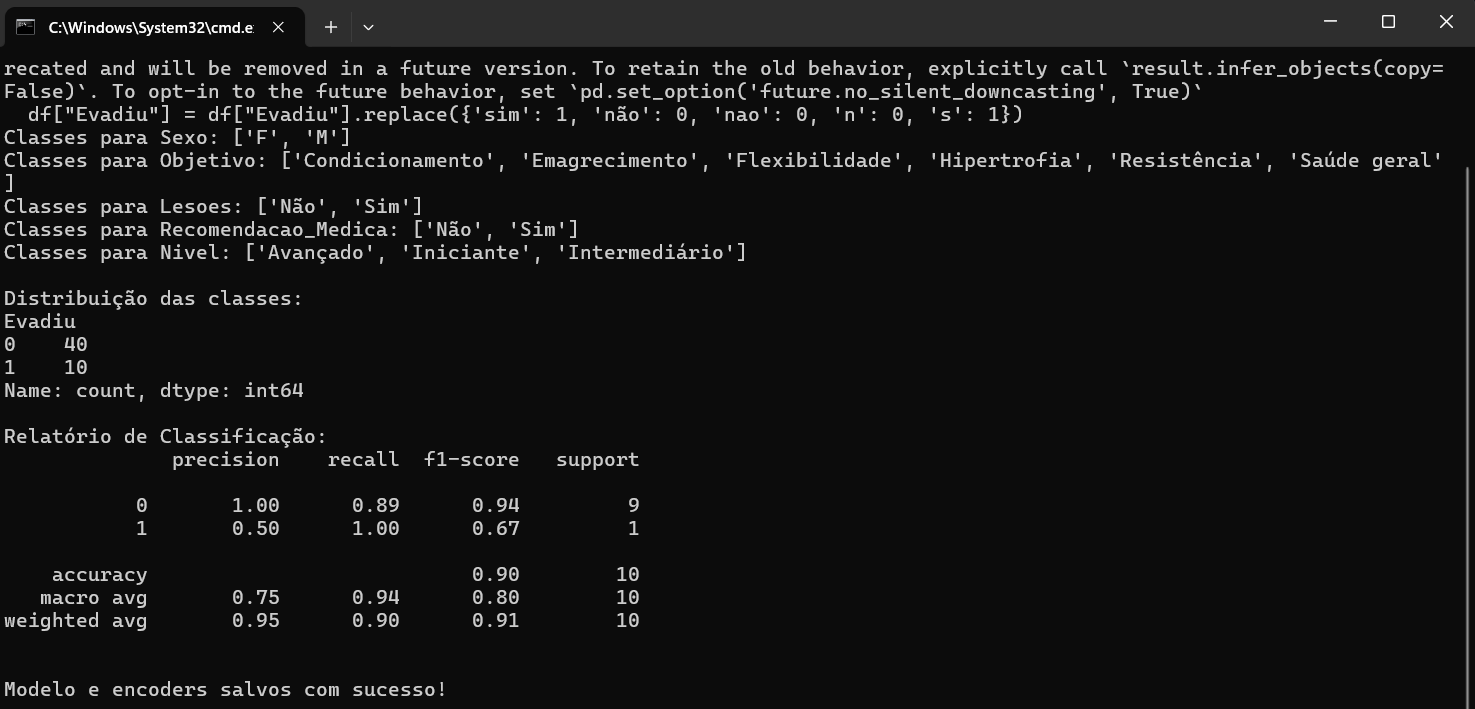 C:\Windows\System32\cmd.e
recated and will be removed in a future version. To retain the old behavior, explicitly call `result.infer_objects(copy=
False)`. To opt-in to the future behavior, set `pd.set_option('future.no_silent_downcasting', True)`
  df["Evadiu"] = df["Evadiu"].replace({'sim': 1, 'não': 0, 'nao': 0, 'n': 0, 's': 1})
Classes para Sexo: ['F', 'M']
Classes para Objetivo: ['Condicionamento', 'Emagrecimento', 'Flexibilidade', 'Hipertrofia', 'Resistência', 'Saúde geral'
]
Classes para Lesoes: ['Não', 'Sim']
Classes para Recomendacao_Medica: ['Não', 'Sim']
Classes para Nivel: ['Avançado', 'Iniciante', 'Intermediário']
Distribuição das classes:
Evadiu
0    40
1    10
Name: count, dtype: int64
Relatório de Classificação:
              precision    recall  f1-score   support
           0       1.00      0.89      0.94         9
           1       0.50      1.00      0.67         1
    accuracy                           0.90        10
   macro avg       0.75      0.94      0.80        10
weighted avg       0.95      0.90      0.91        10
Modelo e encoders salvos com sucesso!